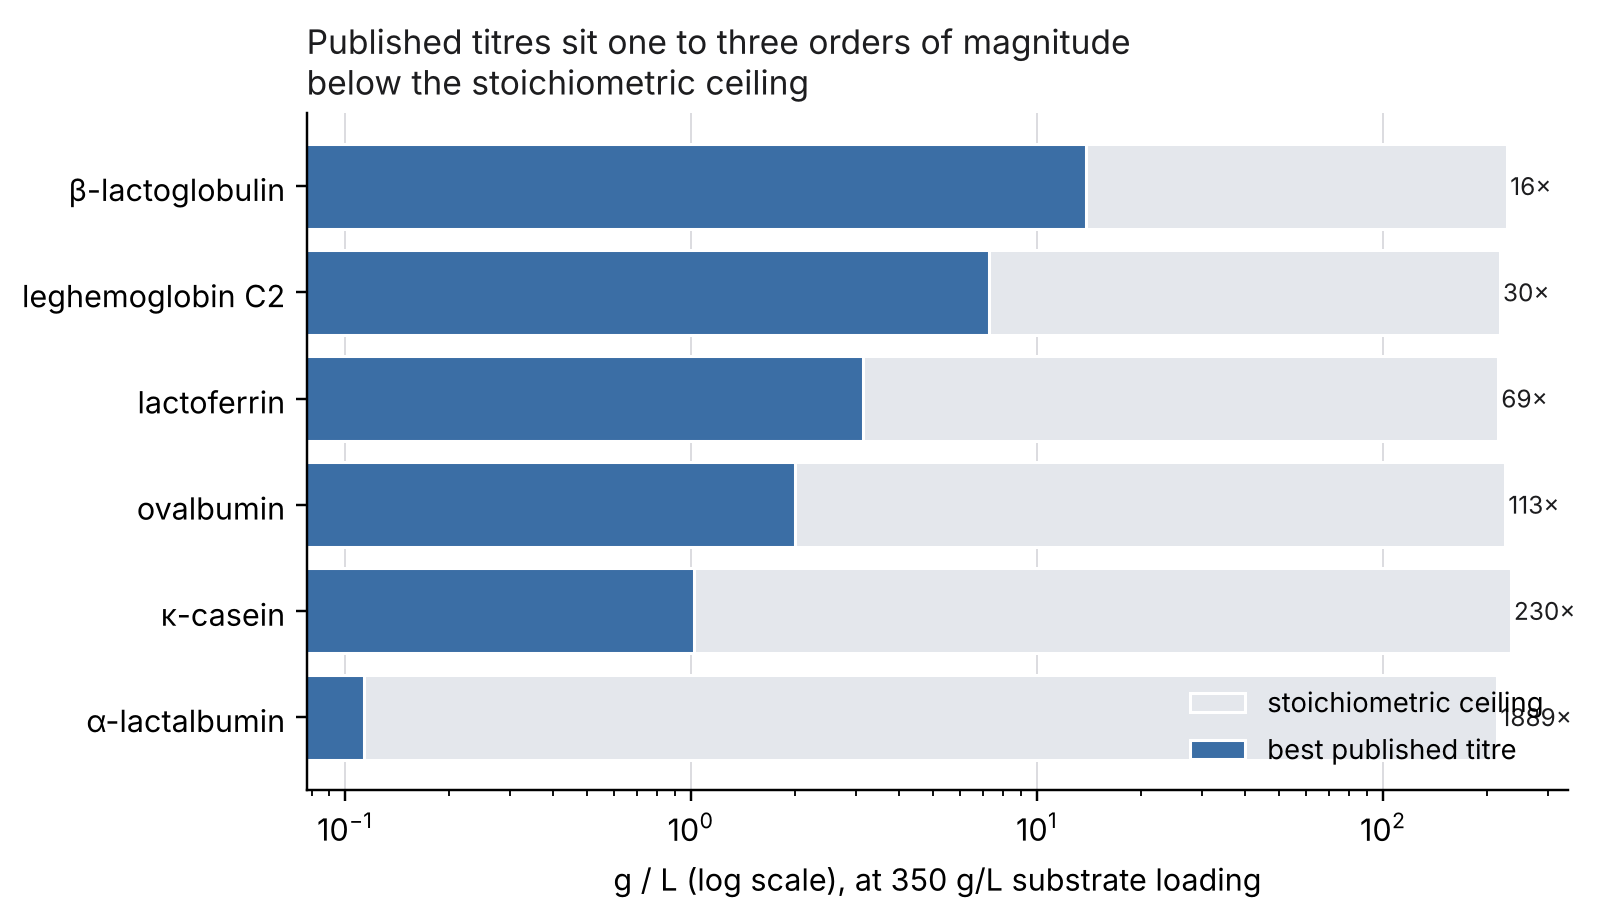 Published titres sit one to three orders of magnitude
below the stoichiometric ceiling
β-lactoglobulin
16×
leghemoglobin C2
30×
lactoferrin
69×
ovalbumin
113×
κ-casein
230×
α-lactalbumin
stoichiometric ceiling
1889×
best published titre
10⁻¹
10⁰
10¹
10²
g / L (log scale), at 350 g/L substrate loading